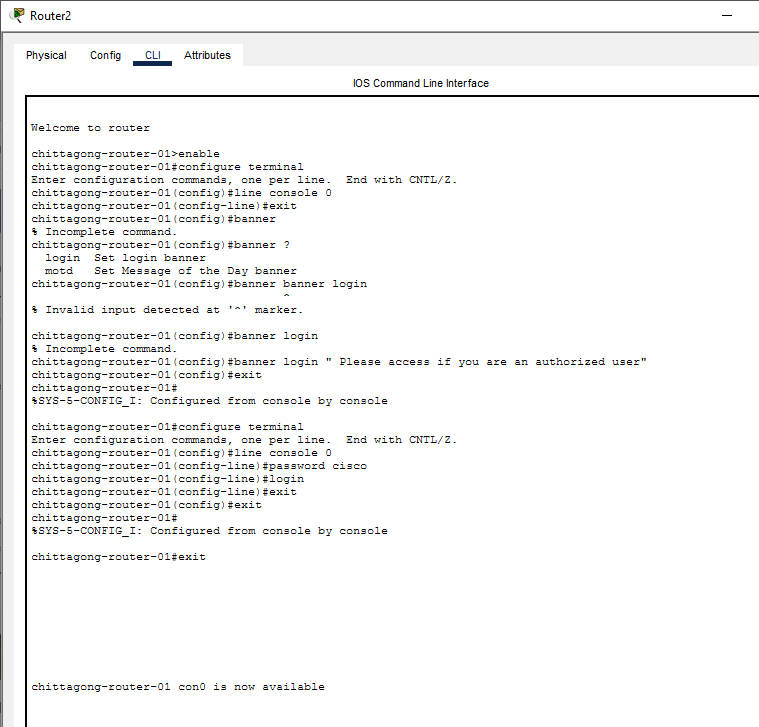 Router2
Physical Config CLI Attributes
IOS Command Line Interface
Welcome to router
chittagong-router-01>enable
chittagong-router-01#configure terminal
Enter configuration commands, one per line.  End with CNTL/Z.
chittagong-router-01(config)#line console 0
chittagong-router-01(config-line)#exit
chittagong-router-01(config)#banner
% Incomplete command.
chittagong-router-01(config)#banner ?
  login  Set login banner
  motd   Set Message of the Day banner
chittagong-router-01(config)#banner banner login
                                   ^
% Invalid input detected at '^' marker.
chittagong-router-01(config)#banner login
% Incomplete command.
chittagong-router-01(config)#banner login " Please access if you are an authorized user"
chittagong-router-01(config)#exit
chittagong-router-01#
%SYS-5-CONFIG_I: Configured from console by console
chittagong-router-01#configure terminal
Enter configuration commands, one per line.  End with CNTL/Z.
chittagong-router-01(config)#line console 0
chittagong-router-01(config-line)#password cisco
chittagong-router-01(config-line)#login
chittagong-router-01(config-line)#exit
chittagong-router-01(config)#exit
chittagong-router-01#
%SYS-5-CONFIG_I: Configured from console by console
chittagong-router-01#exit
chittagong-router-01 con0 is now available